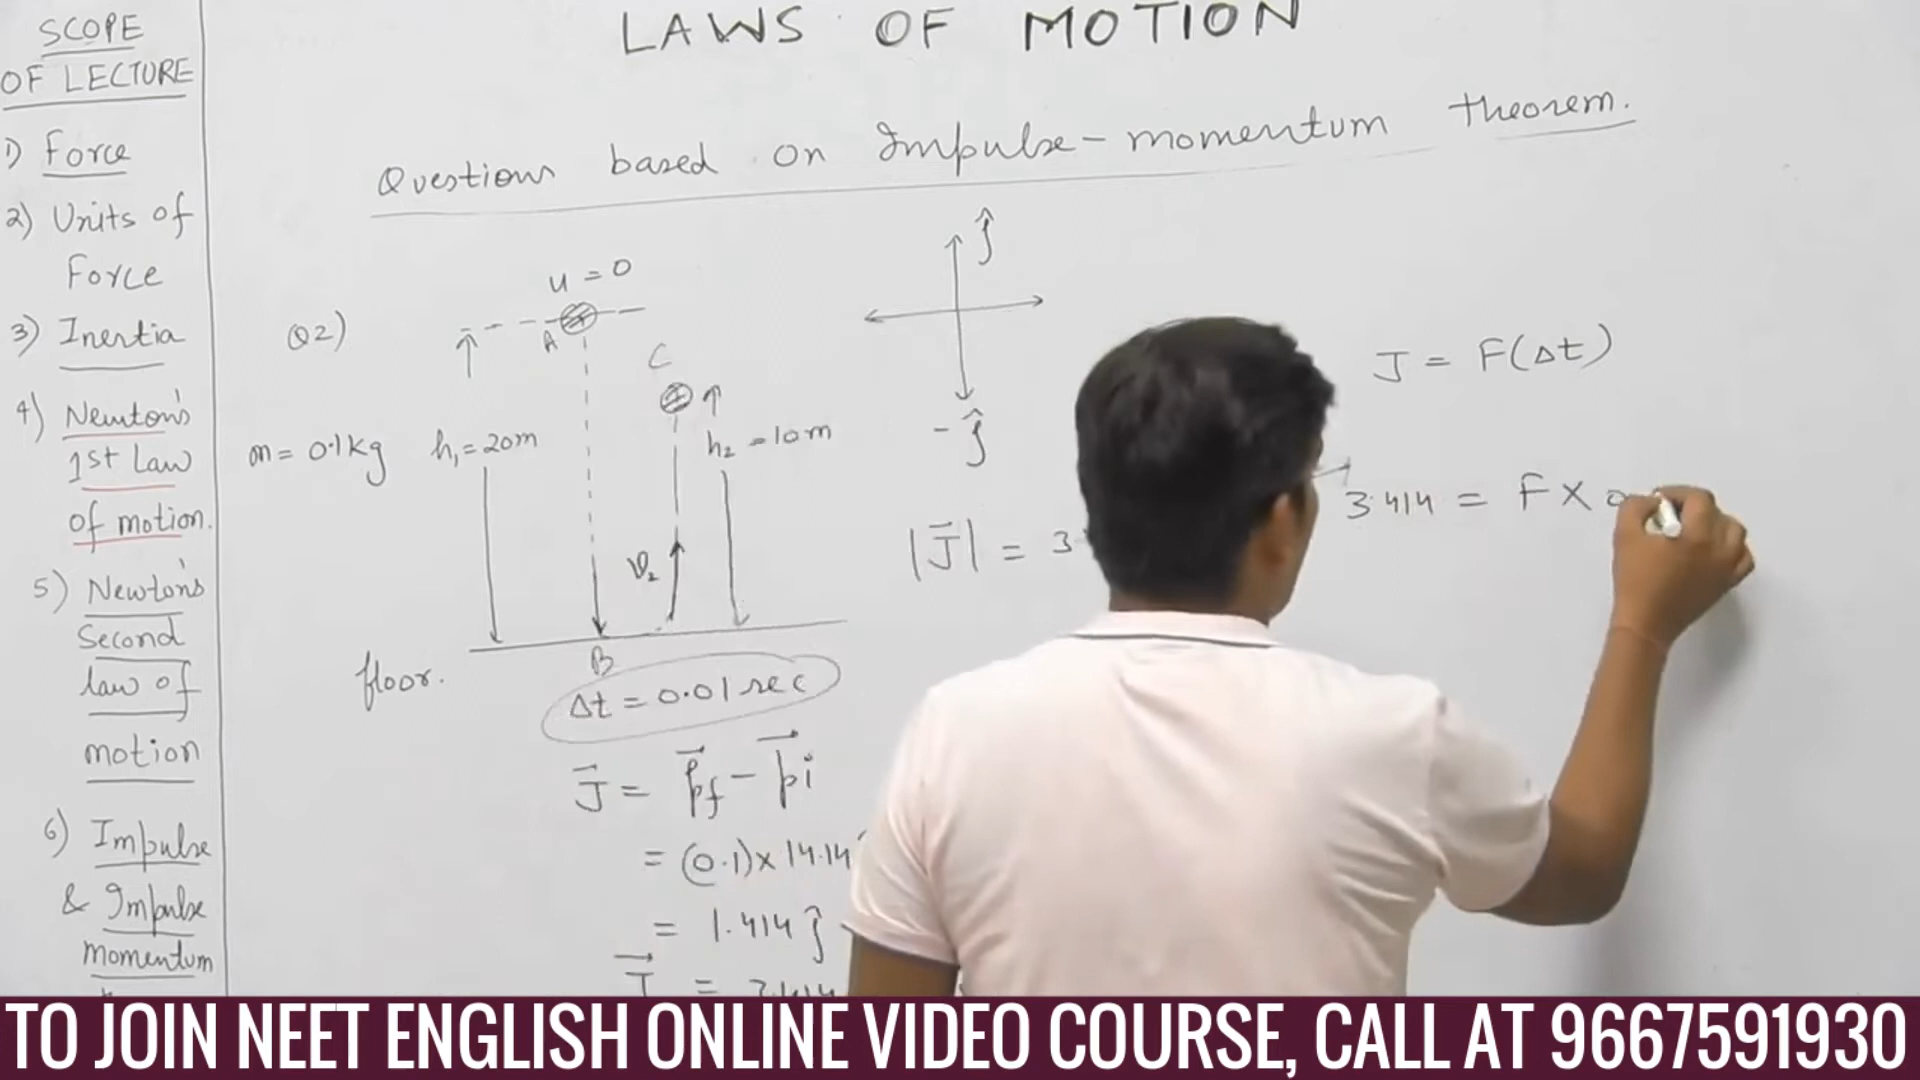 SCOPE
OF LECTURE
1) Force
2) Units of
Force
3) Inertia
4) Newton's
1st Law
of motion.
5) Newton's
Second
law of
motion
6) Impulse
& Impulse
momentum
LAWS OF MOTION
Questions based on Impulse-momentum theorem.
Q2)
u = 0
A
C
m = 0.1kg
h₁ = 20m
h₂ = 10m
v₂
floor.
B
Δt = 0.01 sec
ĵ
-ĵ
J⃗ = p⃗f - p⃗i
= (0.1) x 14.14
= 1.414 ĵ
J⃗ = 3.414
|J⃗| = 3
J = F(Δt)
3.414 = F X 0
TO JOIN NEET ENGLISH ONLINE VIDEO COURSE, CALL AT 9667591930